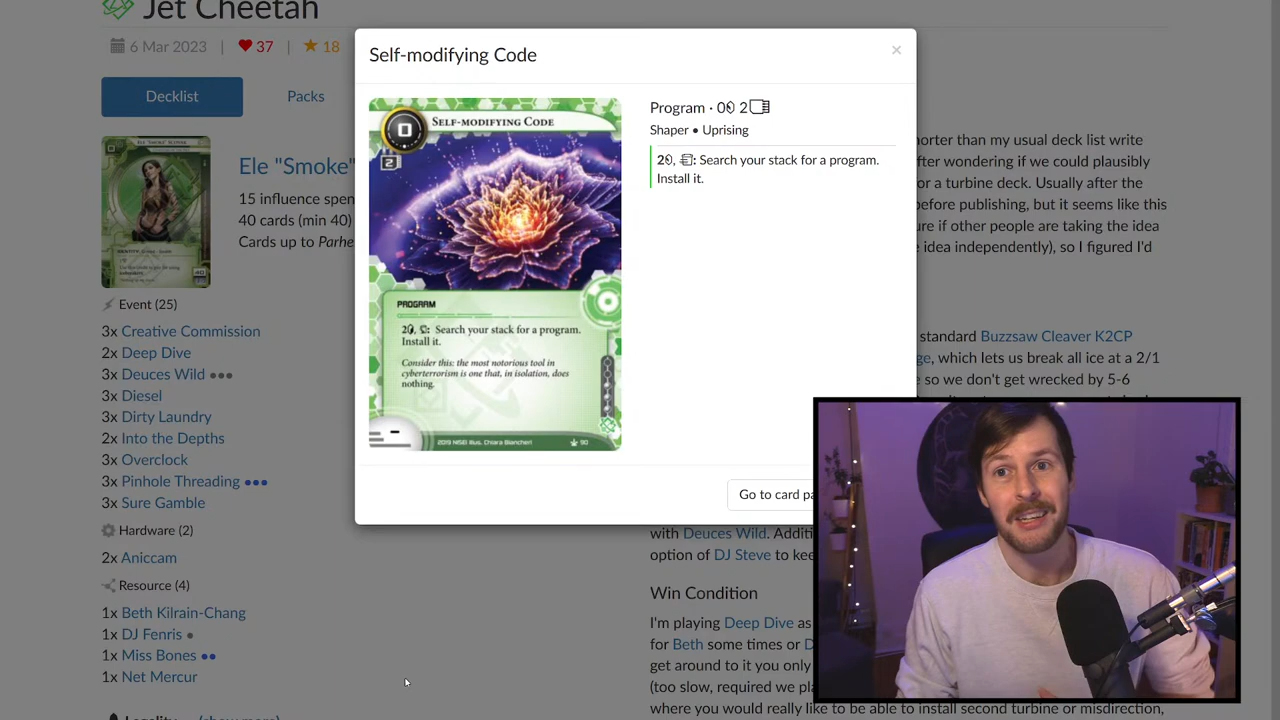 Jet Cheetah
6 Mar 2023 | 37 | 18
Decklist
Packs
Ele "Smoke"
15 influence spen
40 cards (min 40)
Cards up to Parhe
Event (25)
3x Creative Commission
2x Deep Dive
3x Deuces Wild
3x Diesel
3x Dirty Laundry
2x Into the Depths
3x Overclock
3x Pinhole Threading
3x Sure Gamble
Hardware (2)
2x Aniccam
Resource (4)
1x Beth Kilrain-Chang
1x DJ Fenris
1x Miss Bones
1x Net Mercur
Legality (show more)
Self-modifying Code
×
0
SELF-MODIFYING CODE
2
PROGRAM
2, : Search your stack for a program.
Install it.
Consider this: the most notorious tool in
cyberterrorism is one that, in isolation, does
nothing.
-
2019 NISEI Illus. Chiara Biancheri
90
Program · 0 2
Shaper • Uprising
2, : Search your stack for a program.
Install it.
Go to card pa
orter than my usual deck list write
fter wondering if we could plausibly
or a turbine deck. Usually after the
before publishing, but it seems like this
ure if other people are taking the idea
idea independently), so I figured I'd
standard Buzzsaw Cleaver K2CP
ge, which lets us break all ice at a 2/1
e so we don't get wrecked by 5-6
with Deuces Wild. Additi
option of DJ Steve to kee
Win Condition
I'm playing Deep Dive as
for Beth some times or D
get around to it you only
(too slow, required we pla
where you would really like to be able to install second turbine or misdirection,